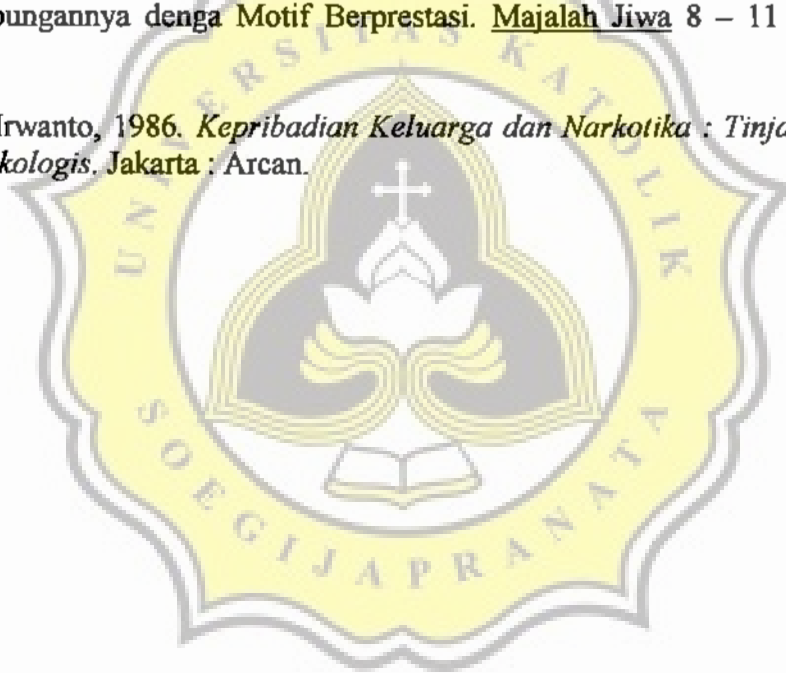 bungannya denga Motif Berprestasi. Majalah Jiwa 8 – 11
Irwanto, 1986. Kepribadian Keluarga dan Narkotika : Tinja
kologis. Jakarta : Arcan.
UNIVERSITAS KATOLIK
SOEGIJAPRANATA